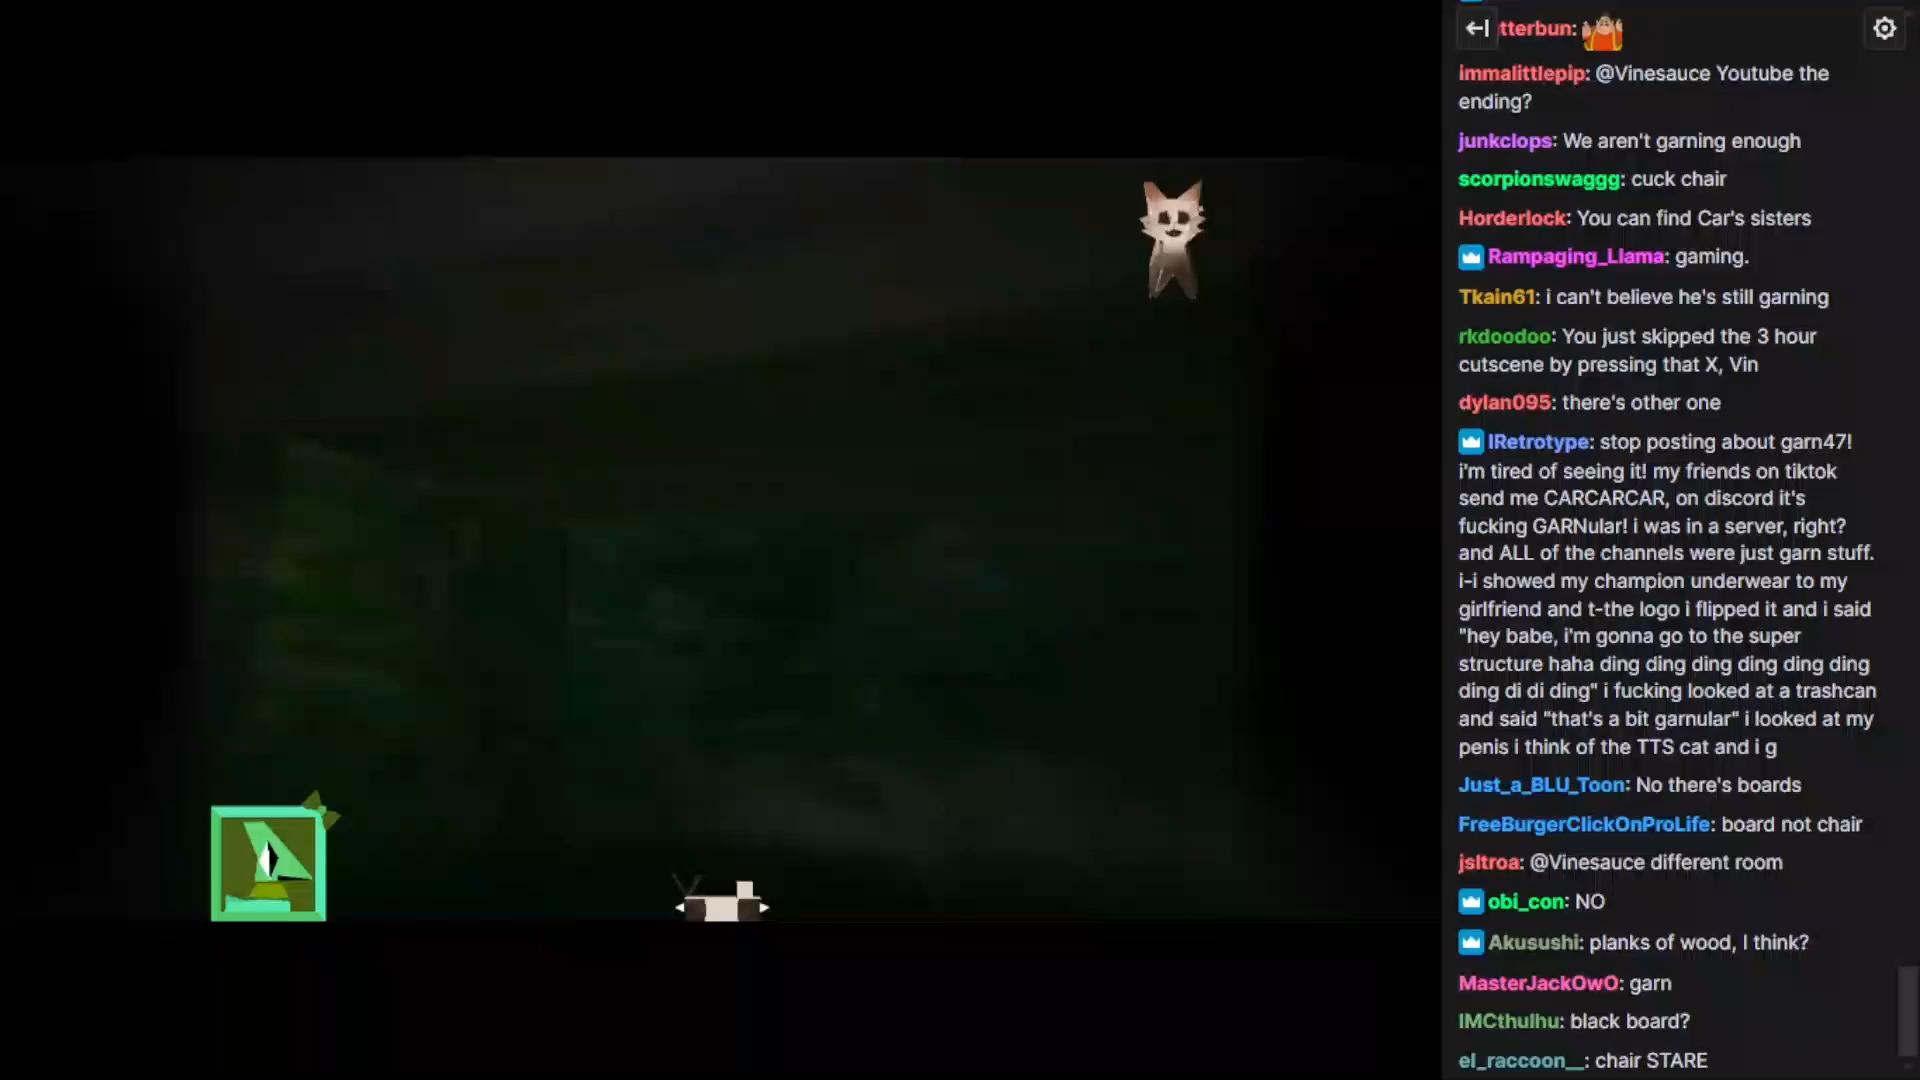 tterbun:
immalittlepip: @Vinesauce Youtube the
ending?
junkclops: We aren't garning enough
scorpionswaggg: cuck chair
Horderlock: You can find Car's sisters
Rampaging_Llama: gaming.
Tkain61: i can't believe he's still garning
rkdoodoo: You just skipped the 3 hour
cutscene by pressing that X, Vin
dylan095: there's other one
IRetrotype: stop posting about garn47!
i'm tired of seeing it! my friends on tiktok
send me CARCARCAR, on discord it's
fucking GARNular! i was in a server, right?
and ALL of the channels were just garn stuff.
i-i showed my champion underwear to my
girlfriend and t-the logo i flipped it and i said
"hey babe, i'm gonna go to the super
structure haha ding ding ding ding ding ding
ding di di ding" i fucking looked at a trashcan
and said "that's a bit garnular" i looked at my
penis i think of the TTS cat and i g
Just_a_BLU_Toon: No there's boards
FreeBurgerClickOnProLife: board not chair
jsltroa: @Vinesauce different room
obi_con: NO
Akusushi: planks of wood, I think?
MasterJackOwO: garn
IMCthulhu: black board?
el_raccoon__: chair STARE